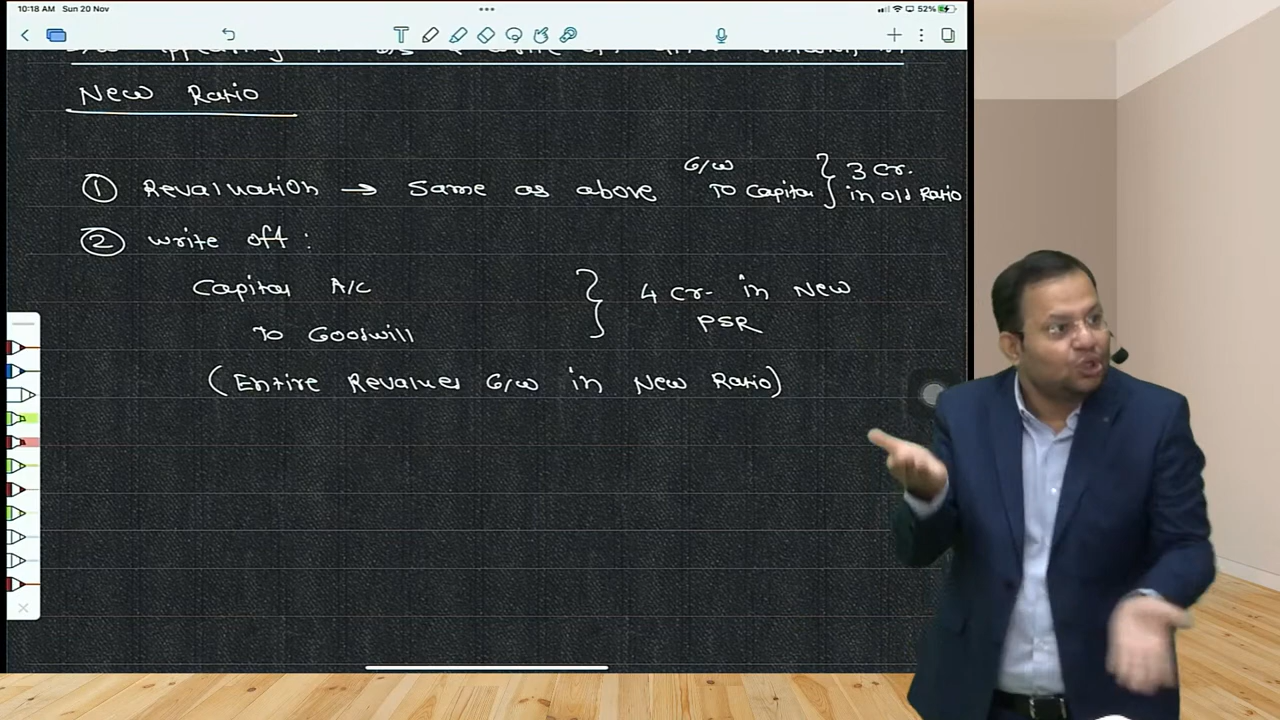 10:18 AM Sun 20 Nov
52%
New Ratio
① Revaluation → Same as above
G/w
To Capital
3 Cr.
in old Ratio
② Write off :
Capital A/c
To Goodwill
4 Cr. in New
PSR
(Entire Revalues G/w in New Ratio)